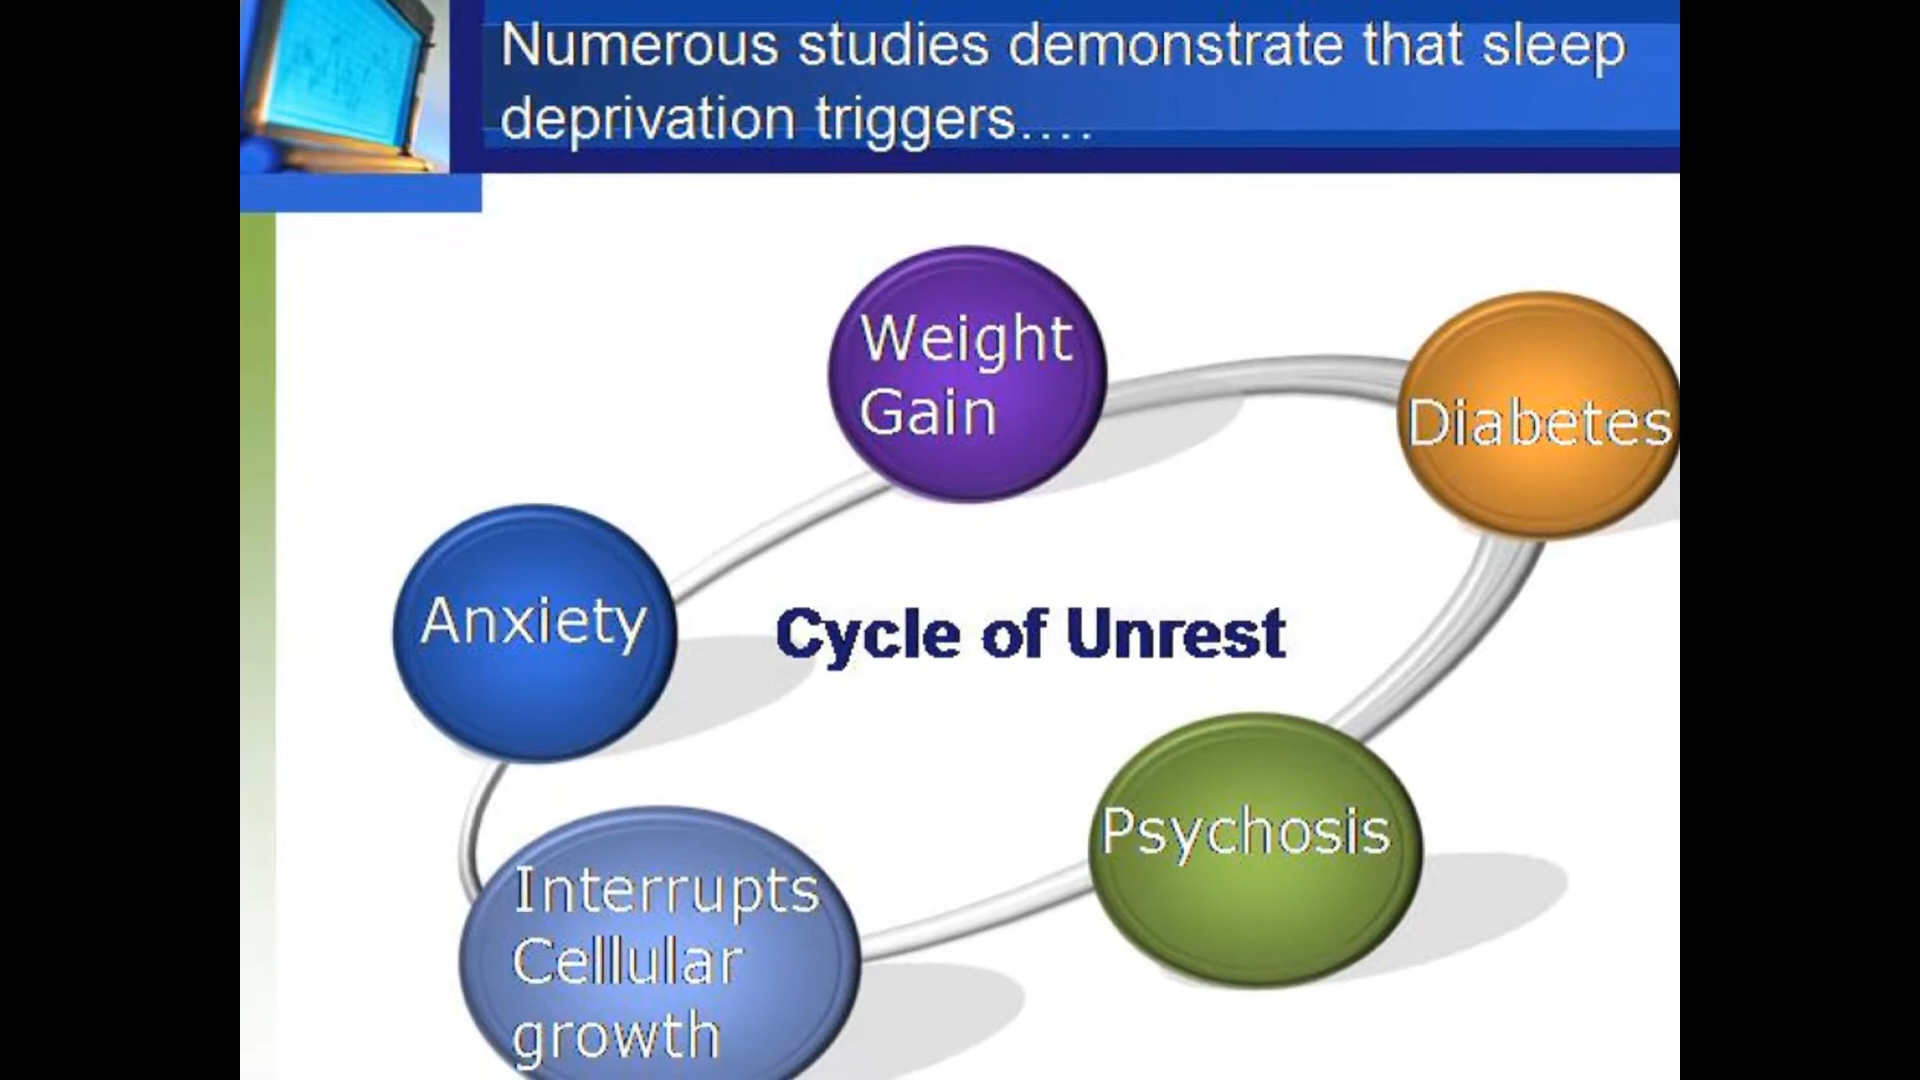 Numerous studies demonstrate that sleep
deprivation triggers....
Weight
Gain
Diabetes
Anxiety
Cycle of Unrest
Psychosis
Interrupts
Cellular
growth